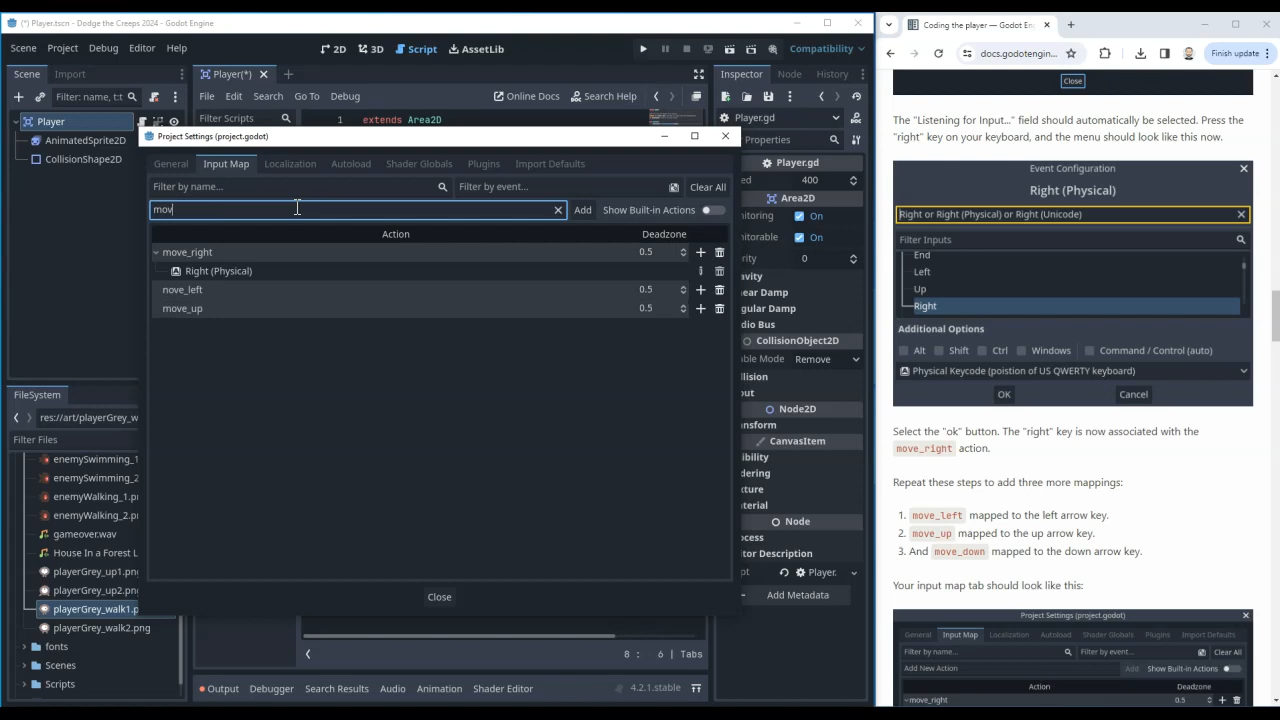 (*) Player.tscn - Dodge the Creeps 2024 - Godot Engine
Scene Project Debug Editor Help
2D 3D Script AssetLib
Compatibility
Scene Import
Player(*)
Inspector Node History
Filter: name, t:t
File Edit Search Go To Debug
Online Docs Search Help
Player
AnimatedSprite2D
CollisionShape2D
Filter Scripts
1 extends Area2D
Player.gd
Properties
Player.gd
400
Area2D
On
On
0
CollisionObject2D
Remove
Node2D
CanvasItem
Node
Player.
Add Metadata
Project Settings (project.godot)
General Input Map Localization Autoload Shader Globals Plugins Import Defaults
Filter by name... Filter by event... Clear All
mov Add Show Built-in Actions
Action Deadzone
move_right 0.5
Right (Physical)
nove_left 0.5
move_up 0.5
Close
FileSystem
res://art/playerGrey_w
Filter Files
enemySwimming_1
enemySwimming_2
enemyWalking_1.pn
enemyWalking_2.pn
gameover.wav
House In a Forest L
playerGrey_up1.png
playerGrey_up2.png
playerGrey_walk1.p
playerGrey_walk2.png
fonts
Scenes
Scripts
8 : 6 | Tabs
Output Debugger Search Results Audio Animation Shader Editor 4.2.1.stable
Coding the player — Godot En
docs.godotengin...
Finish update
Close
The "Listening for Input..." field should automatically be selected. Press the
"right" key on your keyboard, and the menu should look like this now.
Event Configuration
Right (Physical)
Right or Right (Physical) or Right (Unicode)
Filter Inputs
End
Left
Up
Right
Additional Options
Alt Shift Ctrl Windows Command / Control (auto)
Physical Keycode (poistion of US QWERTY keyboard)
OK Cancel
Select the "ok" button. The "right" key is now associated with the
move_right action.
Repeat these steps to add three more mappings:
1. move_left mapped to the left arrow key.
2. move_up mapped to the up arrow key.
3. And move_down mapped to the down arrow key.
Your input map tab should look like this:
Project Settings (project.godot)
General Input Map Localization Autoload Shader Globals Plugins Import Defaults
Filter by name... Filter by event... Clear All
Add New Action Add Show Built-in Actions
Action Deadzone
move_right 0.5